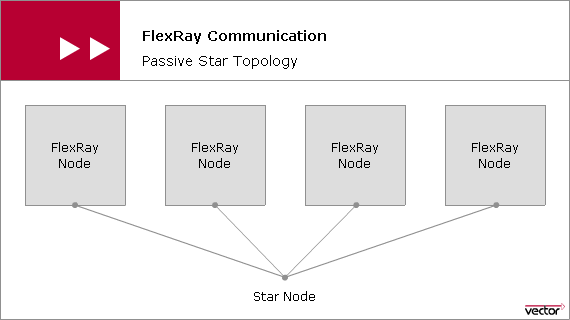 FlexRay Communication
Passive Star Topology
FlexRay
Node
FlexRay
Node
FlexRay
Node
FlexRay
Node
Star Node
vector